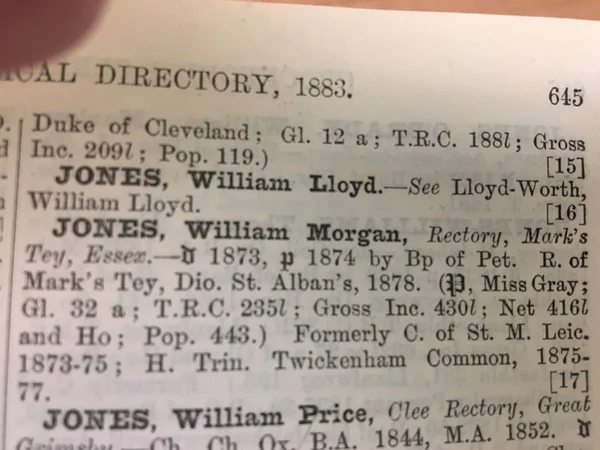 ICAL DIRECTORY, 1883.
645
Duke of Cleveland; Gl. 12 a; T.R.C. 188l; Gross
Inc. 209l; Pop. 119.) [15]
JONES, William Lloyd.—See Lloyd-Worth,
William Lloyd. [16]
JONES, William Morgan, Rectory, Mark's
Tey, Essex.—𝔡 1873, 𝔭 1874 by Bp of Pet. R. of
Mark's Tey, Dio. St. Alban's, 1878. (𝔓, Miss Gray;
Gl. 32 a; T.R.C. 235l; Gross Inc. 430l; Net 416l
and Ho; Pop. 443.) Formerly C. of St. M. Leic.
1873-75; H. Trin. Twickenham Common, 1875-
77. [17]
JONES, William Price, Clee Rectory, Great
Grimsby.—Ch. Ch. Ox. B.A. 1844, M.A. 1852. 𝔡